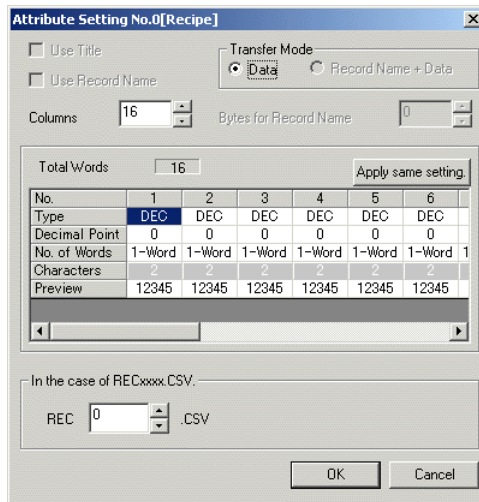 Attribute Setting No.0[Recipe]
Use Title
Transfer Mode
Data
Record Name + Data
Use Record Name
Columns
16
Bytes for Record Name
0
Total Words
16
Apply same setting.
No. 1 2 3 4 5 6
Type DEC DEC DEC DEC DEC DEC
Decimal Point 0 0 0 0 0 0
No. of Words 1-Word 1-Word 1-Word 1-Word 1-Word 1-Word 1
Characters 2 2 2 2 2 2
Preview 12345 12345 12345 12345 12345 12345
In the case of RECxxxx.CSV.
REC 0 .CSV
OK Cancel